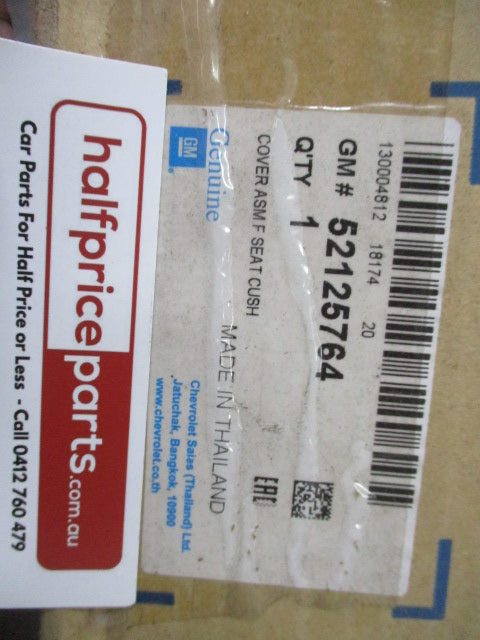 130004812 18174 20
GM # 52125764
Q'TY 1
COVER ASM F SEAT CUSH
Genuine
GM
MADE IN THAILAND
EAC
Chevrolet Sales (Thailand) Ltd.
Jatuchak, Bangkok, 10900
www.chevrolet.co.th
halfpriceparts.com.au
Car Parts For Half Price or Less - Call 0412 760 479